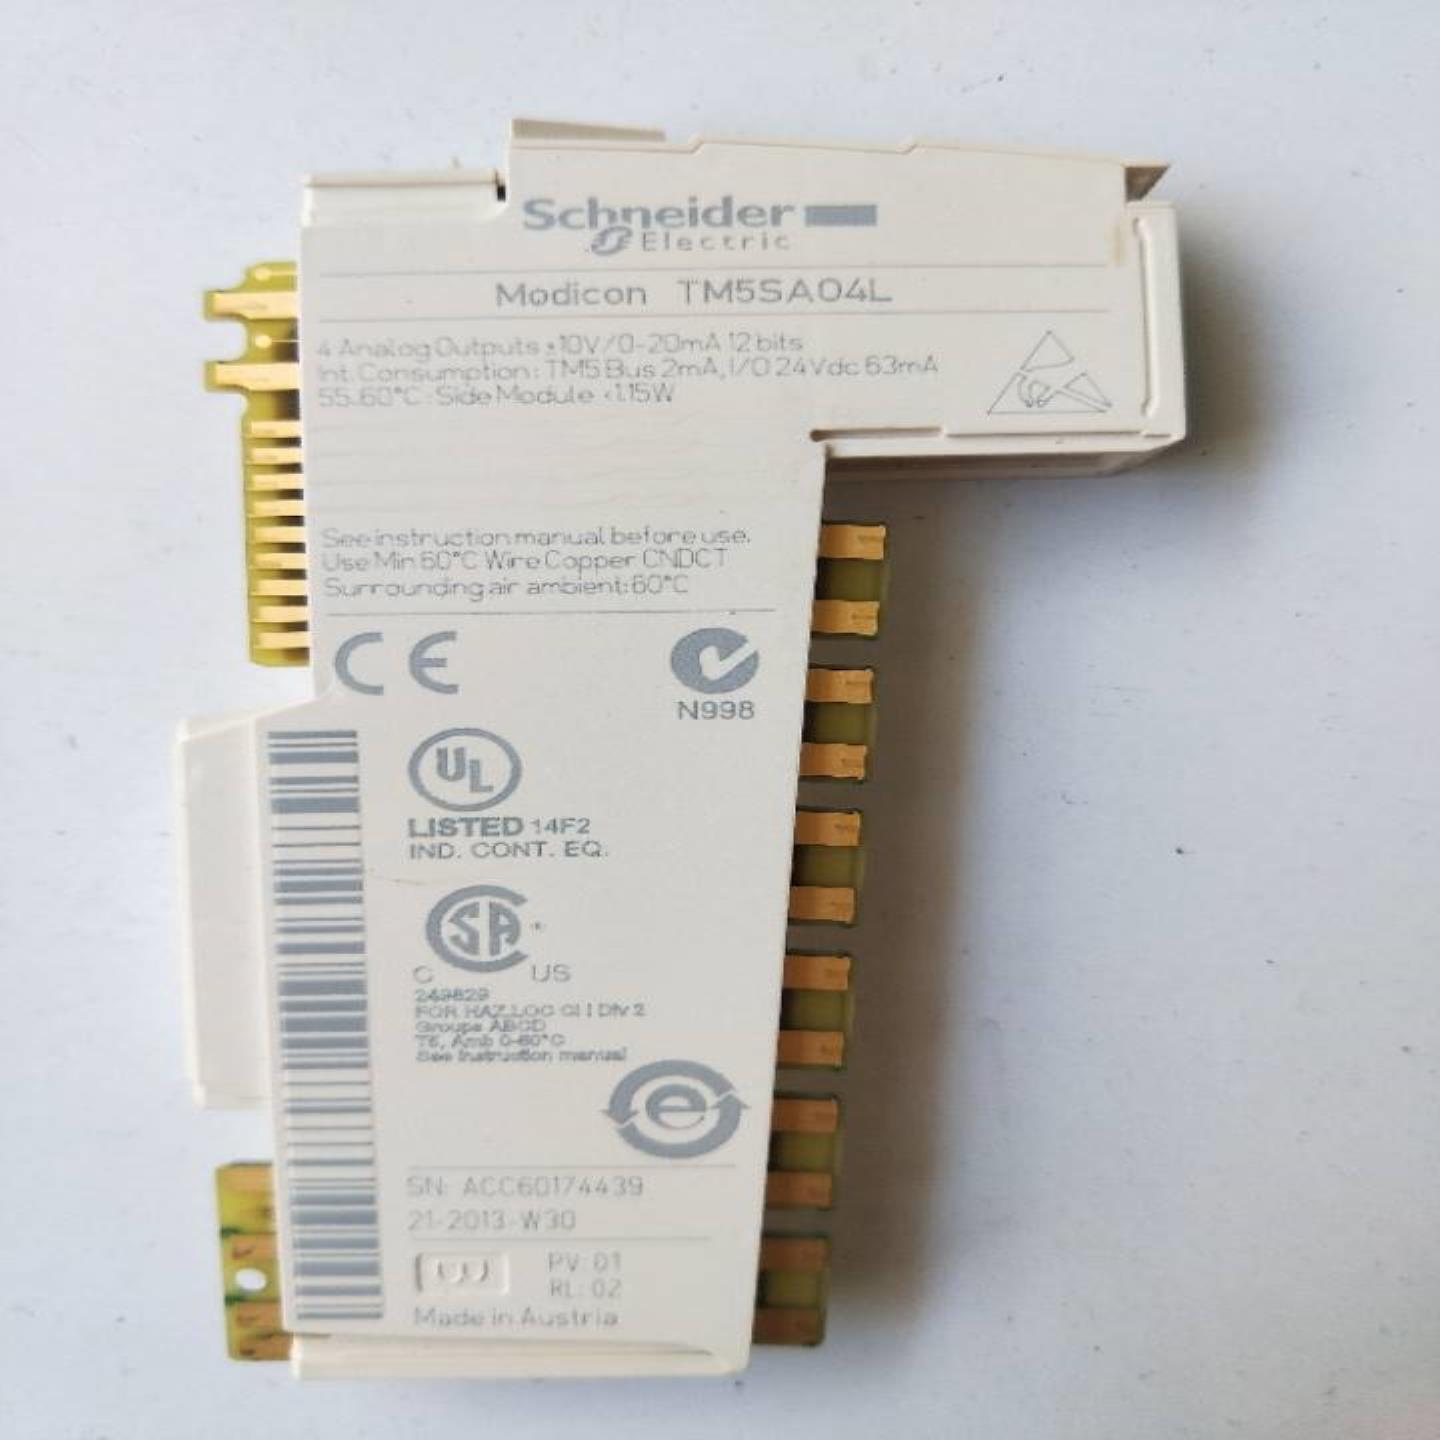 Schneider
Electric
Modicon TM5SAO4L
4 Analog Outputs ±10V/0-20mA 12 bits
Int. Consumption: TM5 Bus 2mA, I/O 24Vdc 63mA
55..60°C: Side Module <1.15W
See instruction manual before use.
Use Min 60°C Wire Copper CNDCT
Surrounding air ambient: 60°C
CE
N998
UL
LISTED 14F2
IND. CONT. EQ.
CSA
C US
249829
FOR HAZ LOC Cl I Div 2
Groups ABCD
T5, Amb 0-60°C
See instruction manual
e
SN: ACC60174439
21-2013-W30
PV: 01
RL: 02
Made in Austria